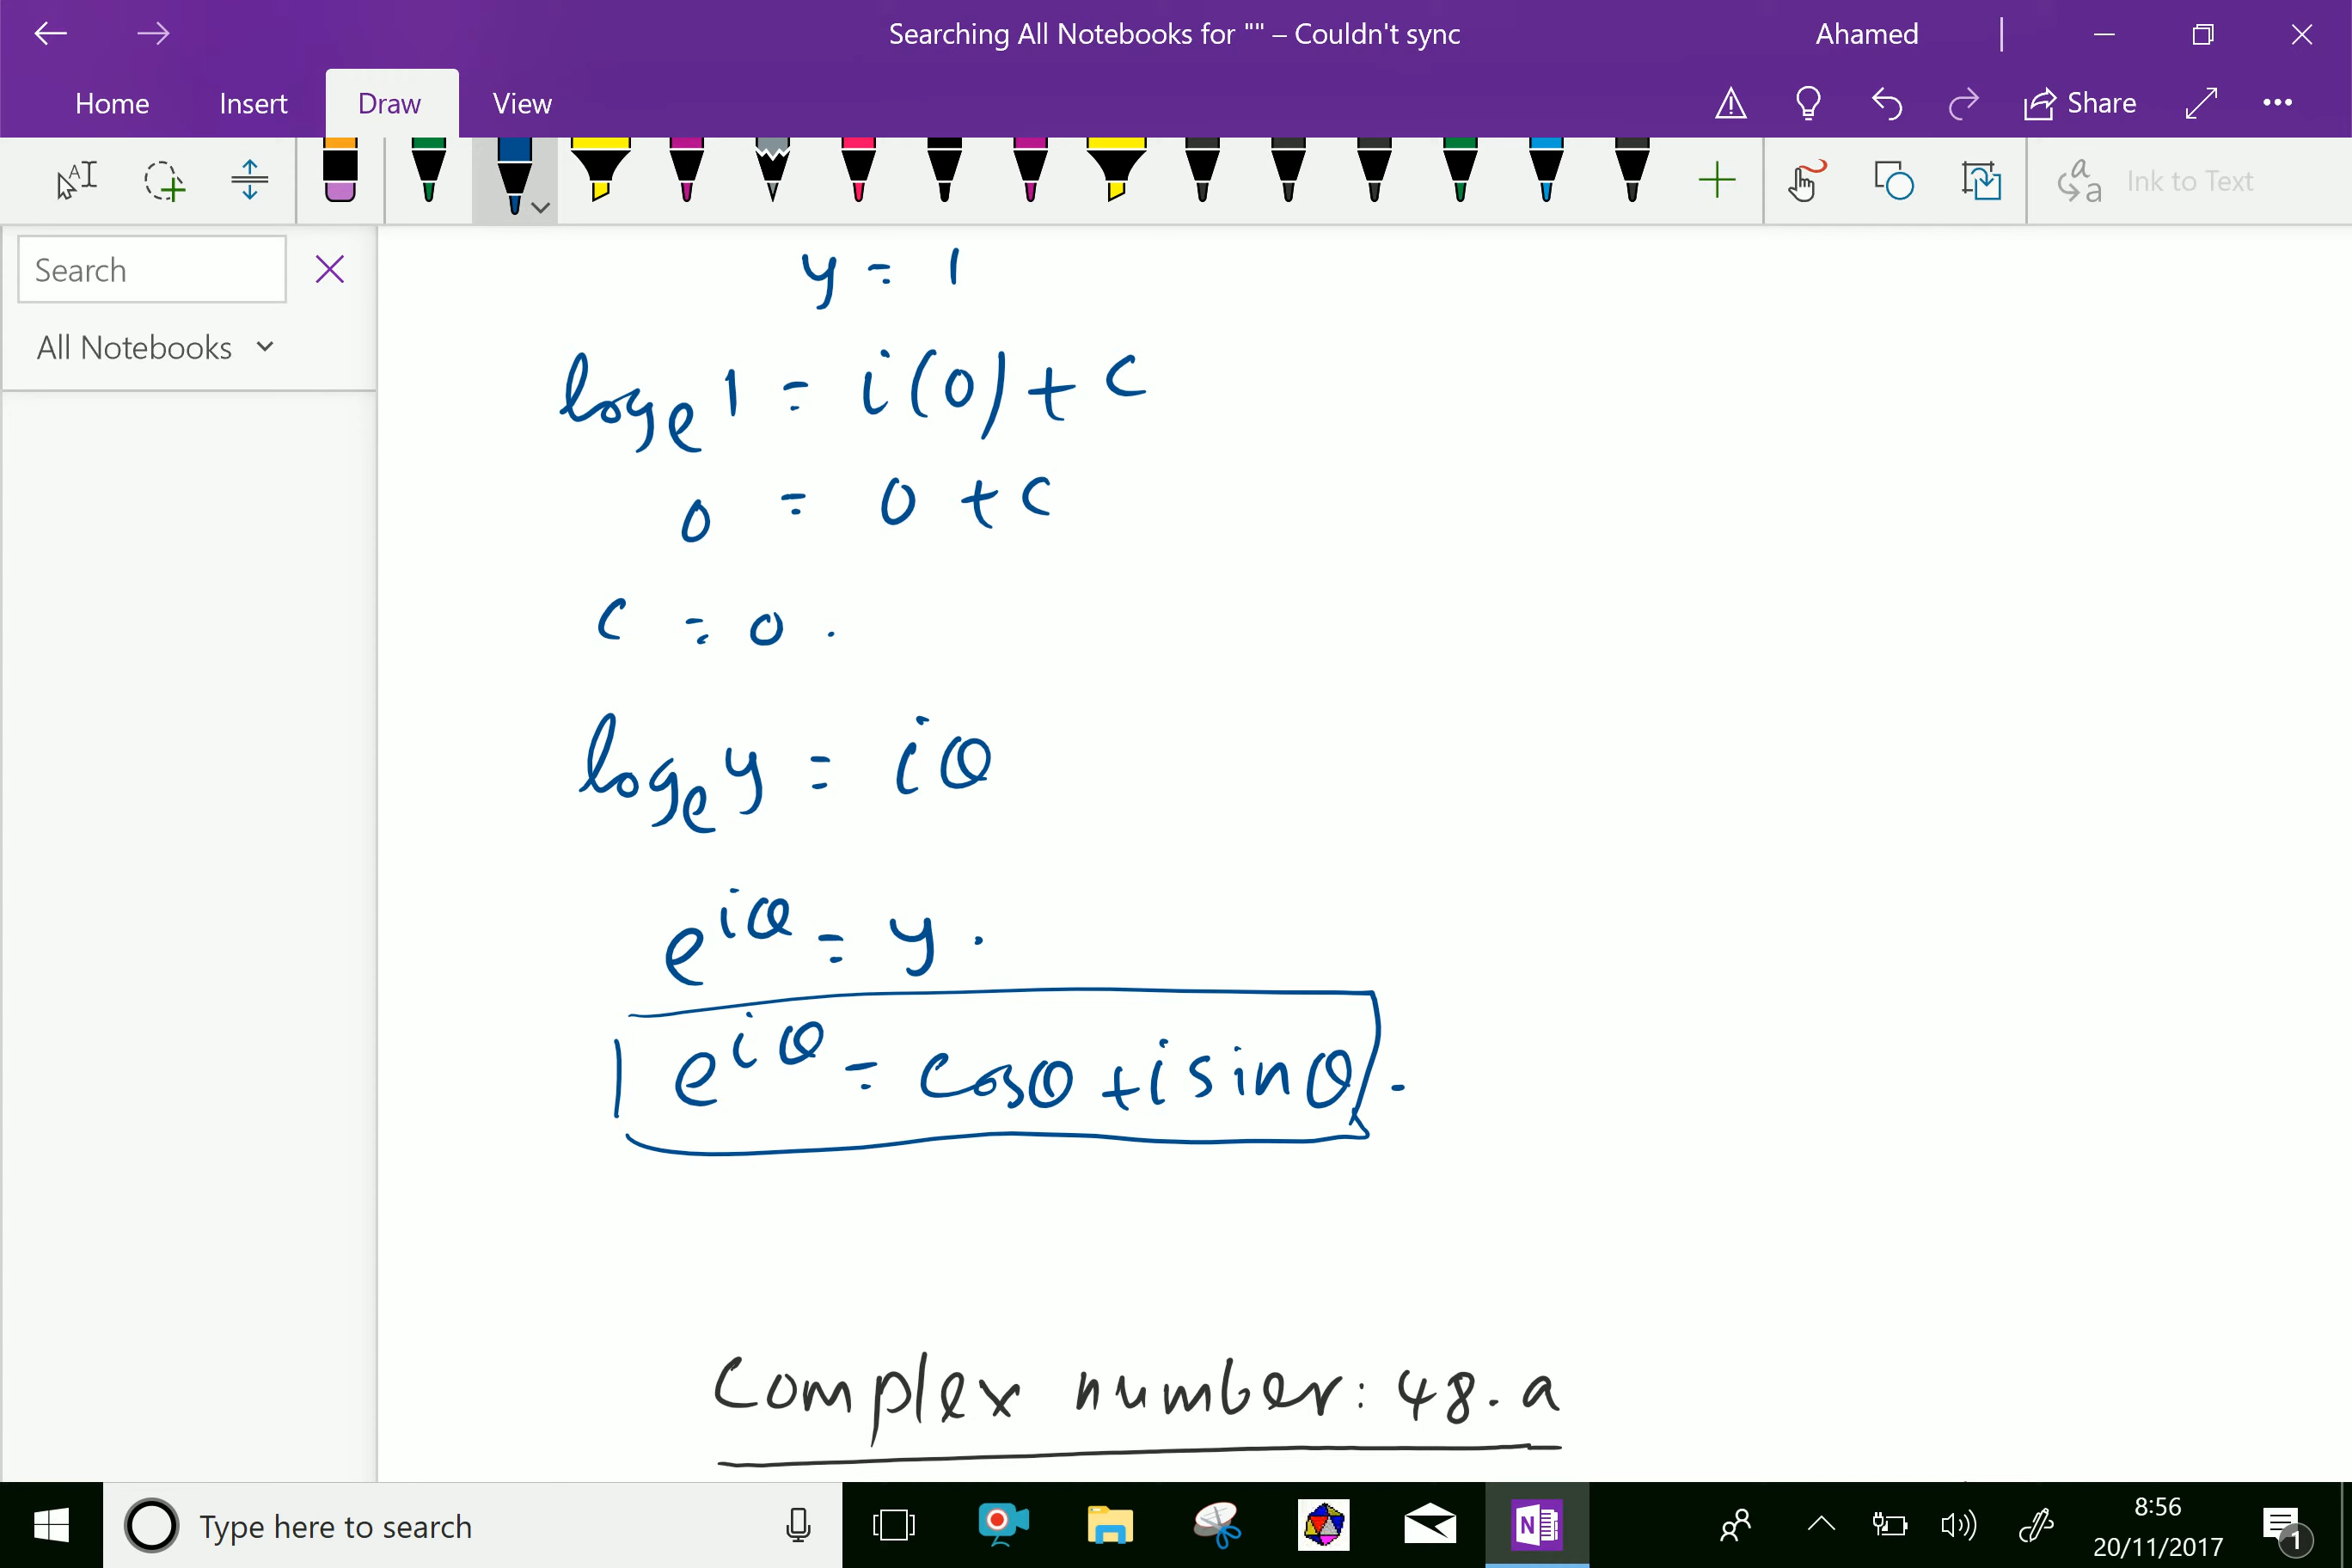 Searching All Notebooks for "" – Couldn't sync
Ahamed
Home Insert Draw View
Share
Ink to Text
Search
All Notebooks
y = 1
logₑ 1 = i(0) + c
0 = 0 + c
c = 0 .
logₑ y = iθ
e^{iθ} = y .
e^{iθ} = cosθ + i sinθ .
Complex number: 48. a
Type here to search
N
8:56
20/11/2017
1